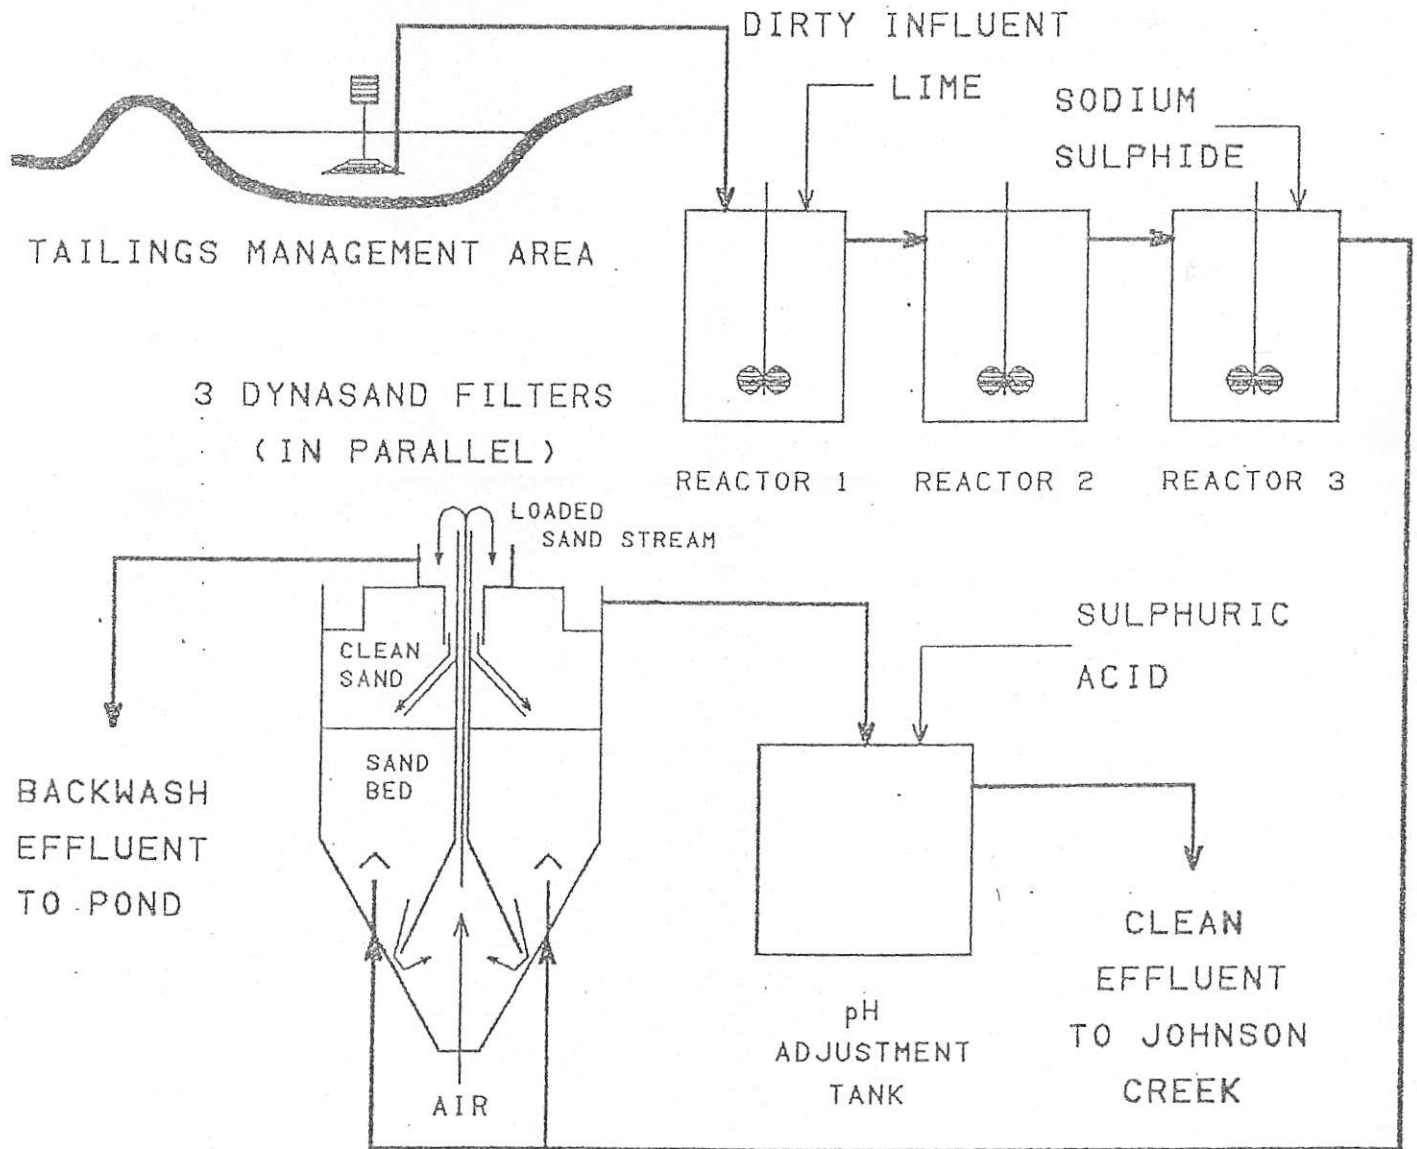 DIRTY INFLUENT
LIME
SODIUM
SULPHIDE
TAILINGS MANAGEMENT AREA
REACTOR 1
REACTOR 2
REACTOR 3
3 DYNASAND FILTERS
(IN PARALLEL)
LOADED
SAND STREAM
CLEAN
SAND
SAND
BED
AIR
BACKWASH
EFFLUENT
TO POND
SULPHURIC
ACID
pH
ADJUSTMENT
TANK
CLEAN
EFFLUENT
TO JOHNSON
CREEK